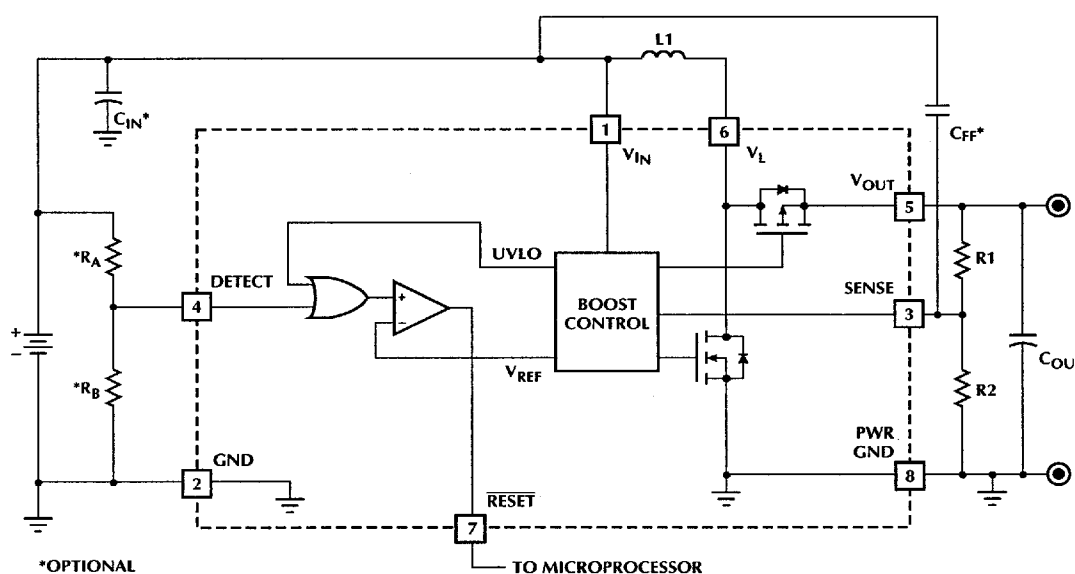 L1
C_IN*
1
6
C_FF*
V_IN
V_L
V_OUT
5
*R_A
UVLO
R1
DETECT
SENSE
4
+
BOOST
CONTROL
3
+
−
−
C_OU
*R_B
V_REF
R2
PWR
GND
GND
2
8
RESET
7
*OPTIONAL
TO MICROPROCESSOR